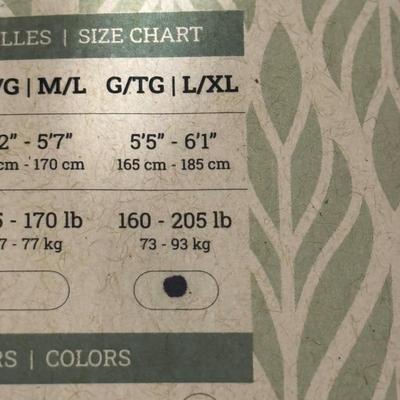 LLES | SIZE CHART
/G | M/L G/TG | L/XL
2" - 5'7" 5'5" - 6'1"
cm - 170 cm 165 cm - 185 cm
5 - 170 lb 160 - 205 lb
7 - 77 kg 73 - 93 kg
RS | COLORS